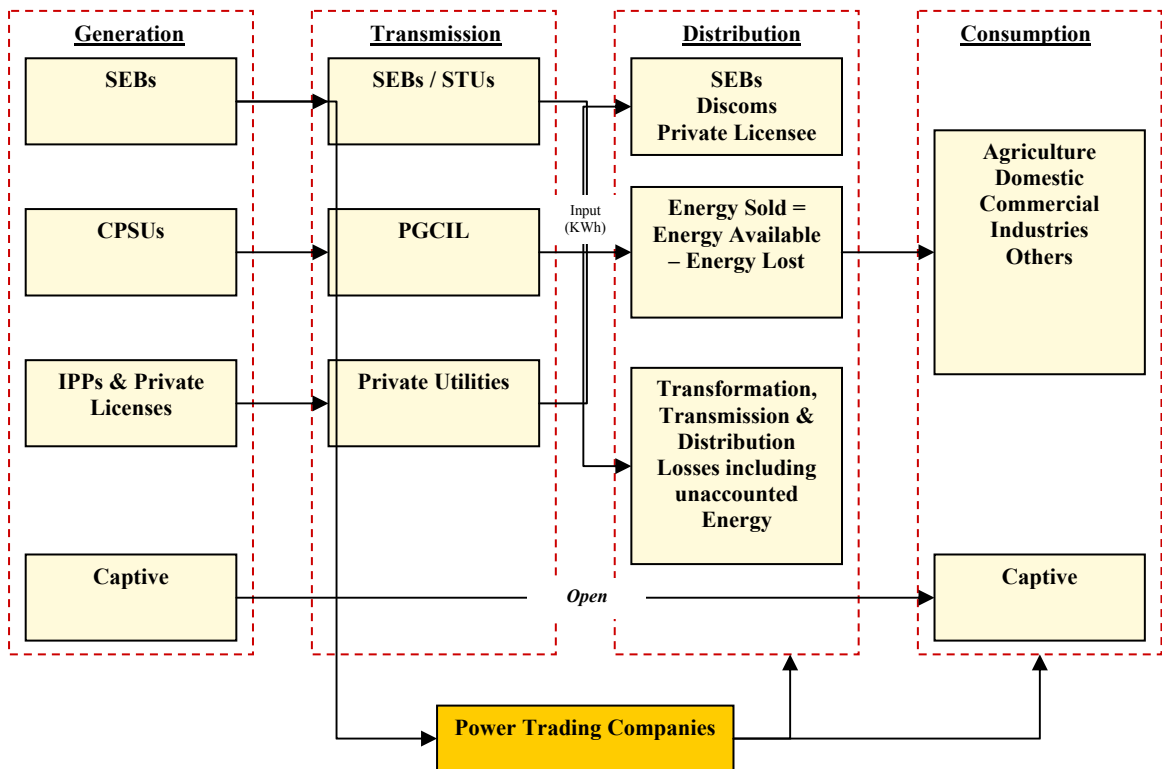 Generation
SEBs
CPSUs
IPPs & Private
Licenses
Captive
Transmission
SEBs / STUs
PGCIL
Private Utilities
Input
(KWh)
Open
Distribution
SEBs
Discoms
Private Licensee
Energy Sold =
Energy Available
– Energy Lost
Transformation,
Transmission &
Distribution
Losses including
unaccounted
Energy
Consumption
Agriculture
Domestic
Commercial
Industries
Others
Captive
Power Trading Companies